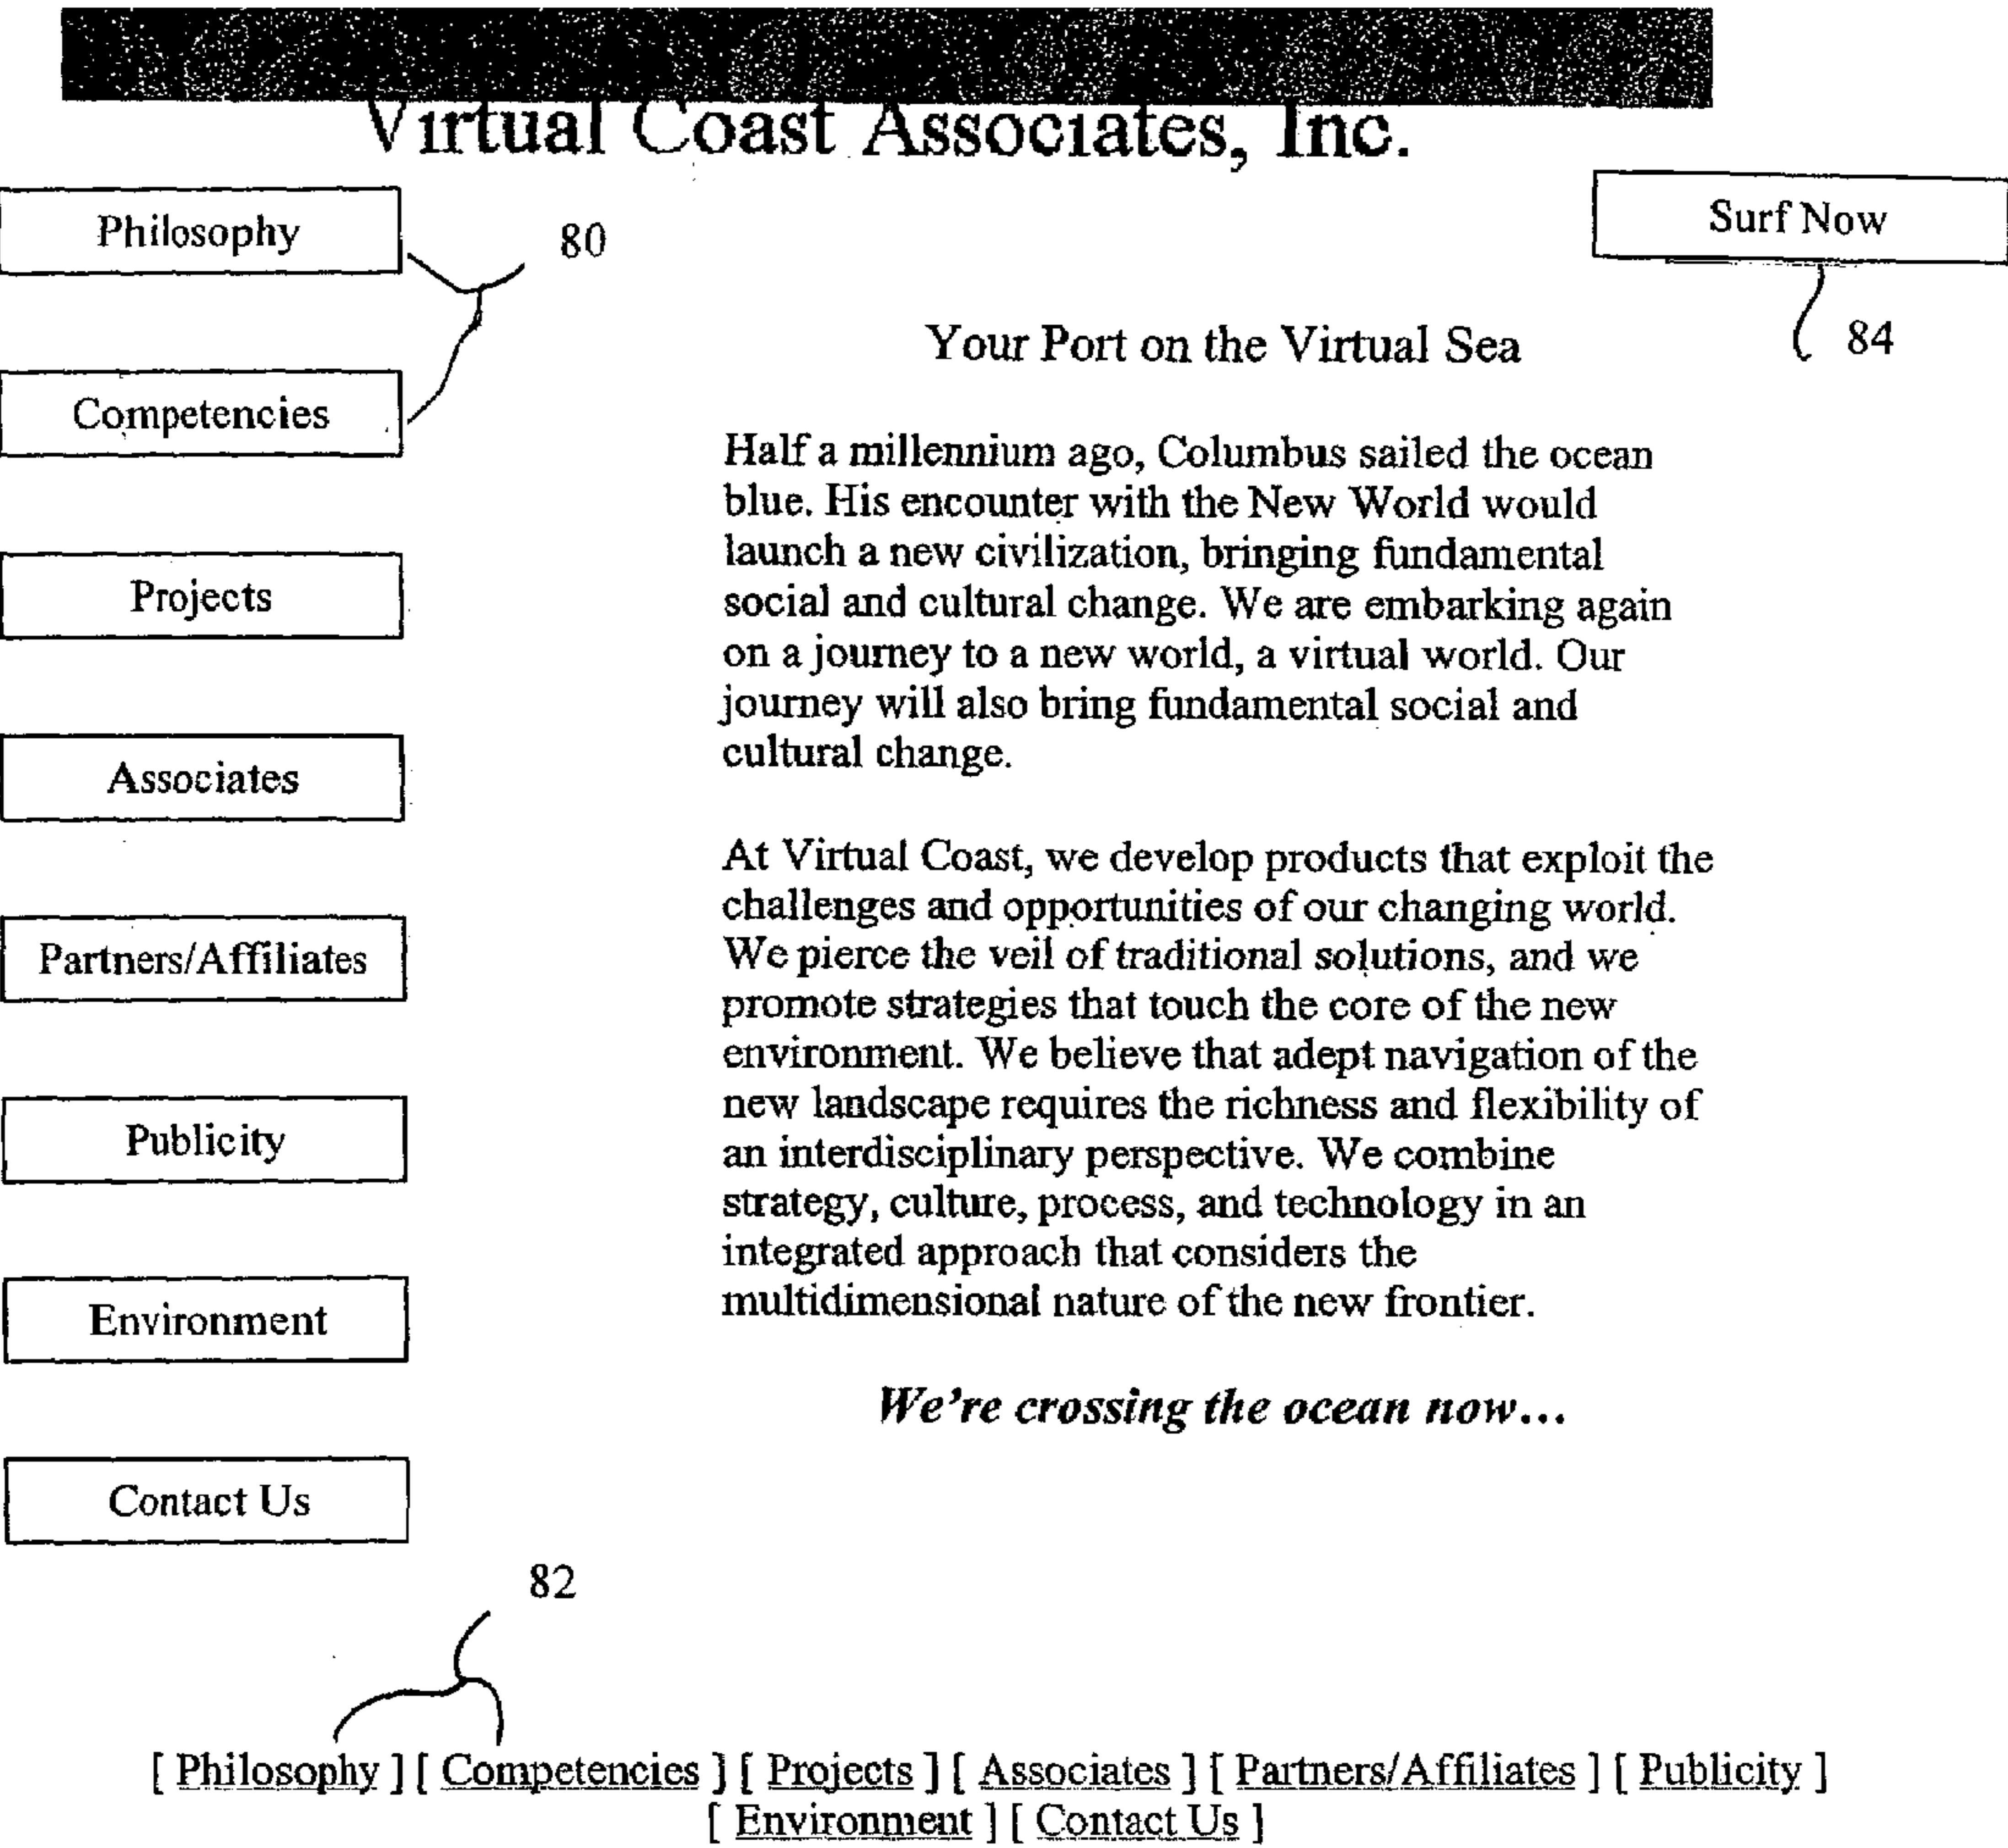 Virtual Coast Associates, Inc.
Philosophy
80
Surf Now
84
Your Port on the Virtual Sea
Competencies
Half a millennium ago, Columbus sailed the ocean
blue. His encounter with the New World would
launch a new civilization, bringing fundamental
social and cultural change. We are embarking again
on a journey to a new world, a virtual world. Our
journey will also bring fundamental social and
cultural change.
Projects
Associates
At Virtual Coast, we develop products that exploit the
challenges and opportunities of our changing world.
We pierce the veil of traditional solutions, and we
promote strategies that touch the core of the new
environment. We believe that adept navigation of the
new landscape requires the richness and flexibility of
an interdisciplinary perspective. We combine
strategy, culture, process, and technology in an
integrated approach that considers the
multidimensional nature of the new frontier.
Partners/Affiliates
Publicity
Environment
We're crossing the ocean now...
Contact Us
82
[ Philosophy ] [ Competencies ] [ Projects ] [ Associates ] [ Partners/Affiliates ] [ Publicity ]
[ Environment ] [ Contact Us ]